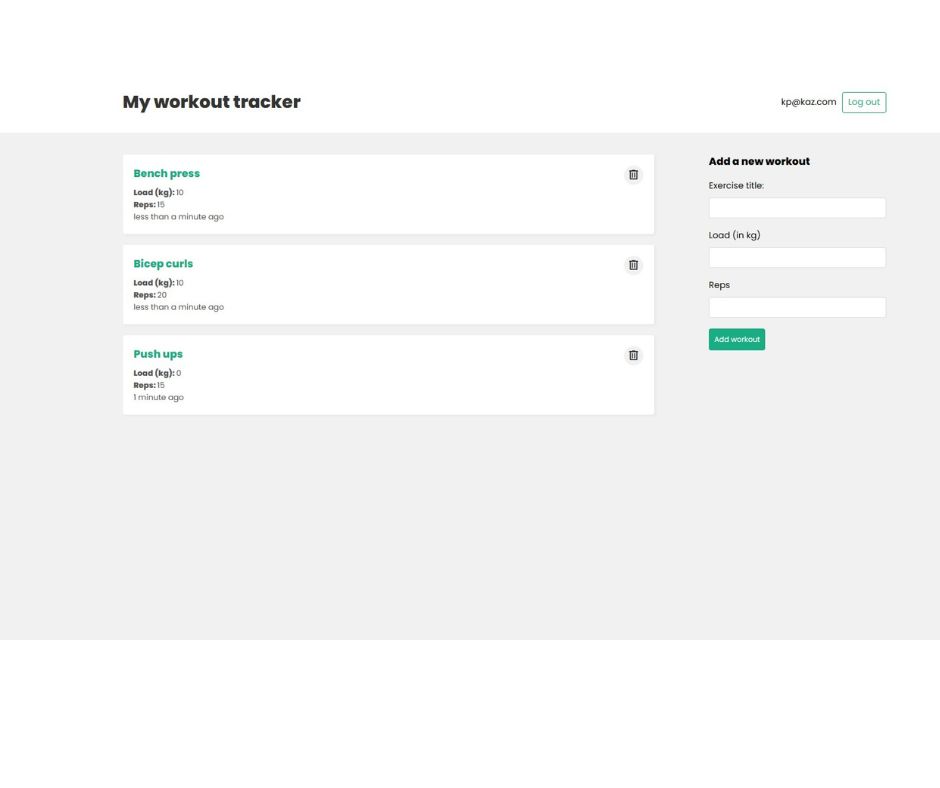 My workout tracker
kp@kaz.com
Log out
Bench press
Load (kg): 10
Reps: 15
less than a minute ago
Bicep curls
Load (kg): 10
Reps: 20
less than a minute ago
Push ups
Load (kg): 0
Reps: 15
1 minute ago
Add a new workout
Exercise title:
Load (in kg)
Reps
Add workout